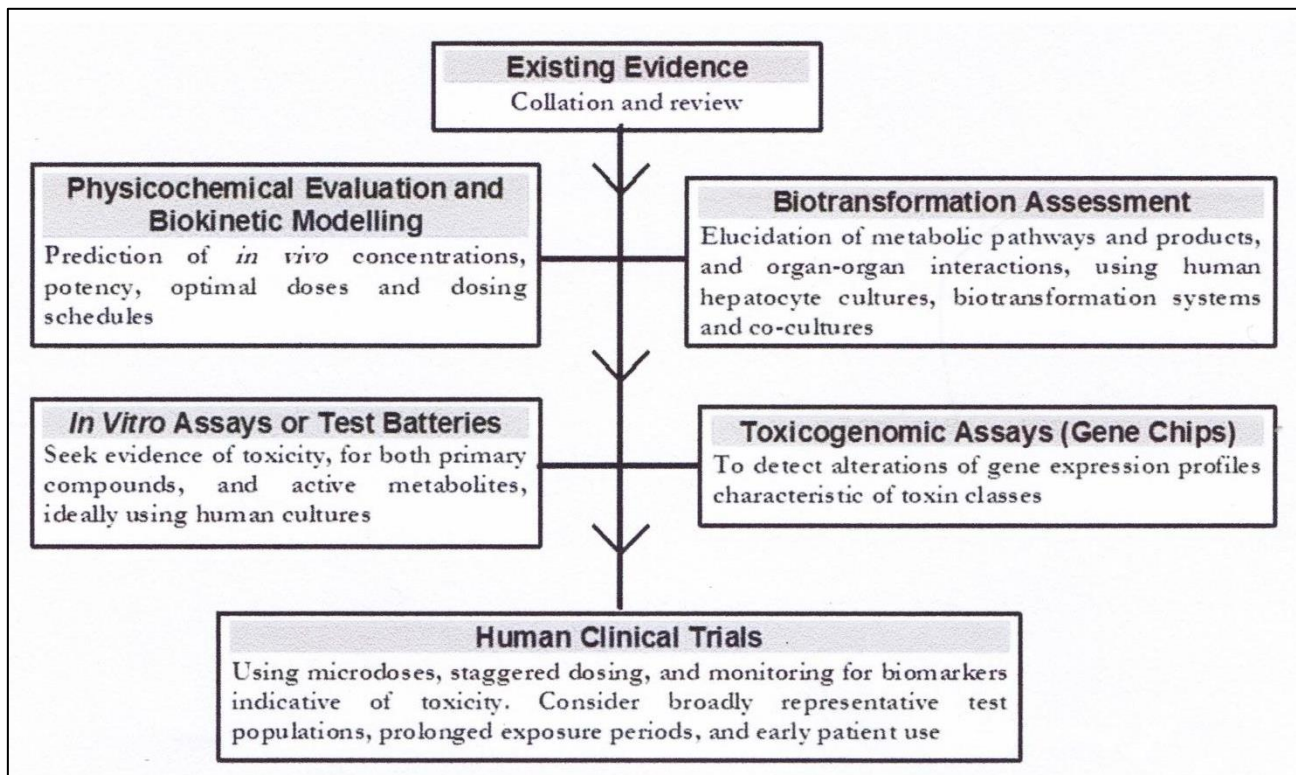 Existing Evidence
Collation and review
Physicochemical Evaluation and
Biokinetic Modelling
Prediction of in vivo concentrations,
potency, optimal doses and dosing
schedules
Biotransformation Assessment
Elucidation of metabolic pathways and products,
and organ-organ interactions, using human
hepatocyte cultures, biotransformation systems
and co-cultures
In Vitro Assays or Test Batteries
Seek evidence of toxicity, for both primary
compounds, and active metabolites,
ideally using human cultures
Toxicogenomic Assays (Gene Chips)
To detect alterations of gene expression profiles
characteristic of toxin classes
Human Clinical Trials
Using microdoses, staggered dosing, and monitoring for biomarkers
indicative of toxicity. Consider broadly representative test
populations, prolonged exposure periods, and early patient use